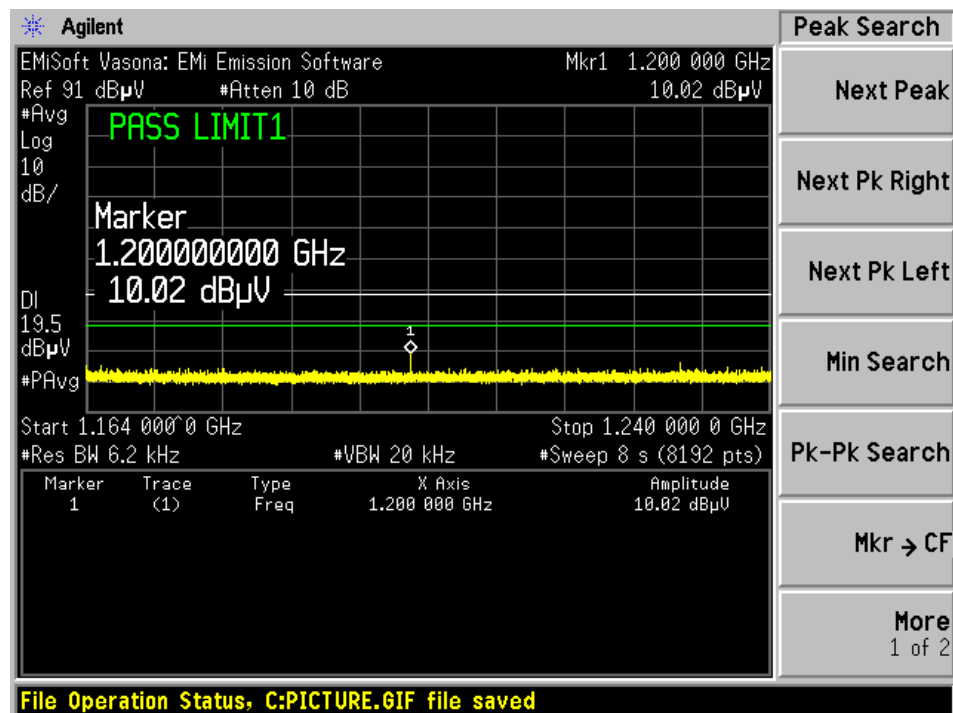 Agilent
Peak Search
EMiSoft Vasona: EMi Emission Software
Mkr1 1.200 000 GHz
Ref 91 dBµV #Atten 10 dB 10.02 dBµV
#Avg
Log
10
dB/
PASS LIMIT1
Marker
1.200000000 GHz
10.02 dBµV
DI
19.5
dBµV
#PAvg
1
Start 1.164 000^0 GHz Stop 1.240 000 0 GHz
#Res BW 6.2 kHz #VBW 20 kHz #Sweep 8 s (8192 pts)
Marker Trace Type X Axis Amplitude
1 (1) Freq 1.200 000 GHz 10.02 dBµV
Next Peak
Next Pk Right
Next Pk Left
Min Search
Pk-Pk Search
Mkr → CF
More
1 of 2
File Operation Status, C:PICTURE.GIF file saved